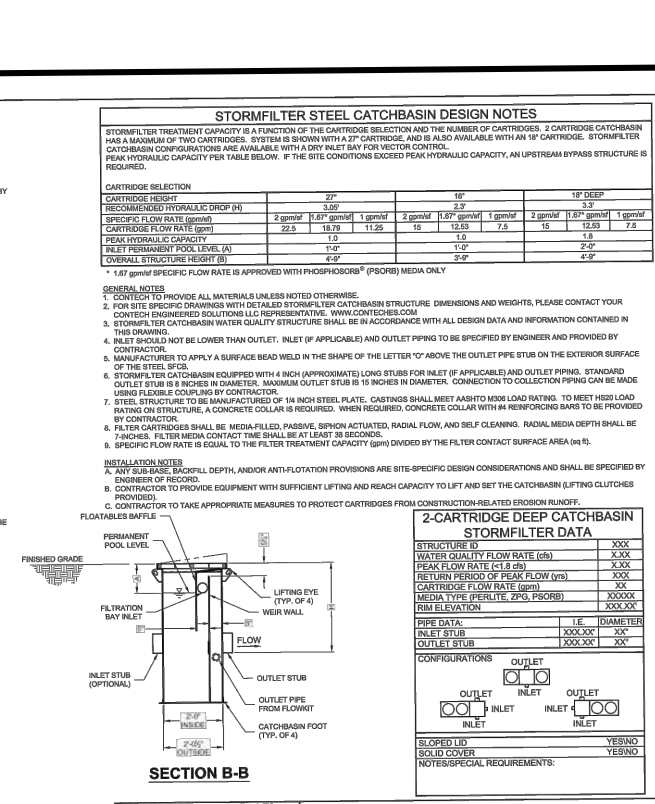 STORMFILTER STEEL CATCHBASIN DESIGN NOTES
STORMFILTER TREATMENT CAPACITY IS A FUNCTION OF THE CARTRIDGE SELECTION AND THE NUMBER OF CARTRIDGES. 2 CARTRIDGE CATCHBASIN
HAS A MAXIMUM OF TWO CARTRIDGES. SYSTEM IS SHOWN WITH A 27" CARTRIDGE, AND IS ALSO AVAILABLE WITH AN 18" CARTRIDGE. STORMFILTER
CATCHBASIN CONFIGURATIONS ARE AVAILABLE WITH A DRY INLET BAY FOR VECTOR CONTROL.
PEAK HYDRAULIC CAPACITY PER TABLE BELOW. IF THE SITE CONDITIONS EXCEED PEAK HYDRAULIC CAPACITY, AN UPSTREAM BYPASS STRUCTURE IS
REQUIRED.
BY
CARTRIDGE SELECTION
CARTRIDGE HEIGHT 27" 18" 18" DEEP
RECOMMENDED HYDRAULIC DROP (H) 3.05' 2.3' 3.3'
SPECIFIC FLOW RATE (gpm/sf) 2 gpm/sf 1.67* gpm/sf 1 gpm/sf 2 gpm/sf 1.67* gpm/sf 1 gpm/sf 2 gpm/sf 1.67* gpm/sf 1 gpm/sf
CARTRIDGE FLOW RATE (gpm) 22.5 18.79 11.25 15 12.53 7.5 15 12.53 7.5
PEAK HYDRAULIC CAPACITY 1.0 1.0 1.8
INLET PERMANENT POOL LEVEL (A) 1'-0" 1'-0" 2'-0"
OVERALL STRUCTURE HEIGHT (B) 4'-9" 3'-9" 4'-9"
* 1.67 gpm/sf SPECIFIC FLOW RATE IS APPROVED WITH PHOSPHOSORB® (PSORB) MEDIA ONLY
GENERAL NOTES
1. CONTECH TO PROVIDE ALL MATERIALS UNLESS NOTED OTHERWISE.
2. FOR SITE SPECIFIC DRAWINGS WITH DETAILED STORMFILTER CATCHBASIN STRUCTURE DIMENSIONS AND WEIGHTS, PLEASE CONTACT YOUR
CONTECH ENGINEERED SOLUTIONS LLC REPRESENTATIVE. WWW.CONTECHES.COM
3. STORMFILTER CATCHBASIN WATER QUALITY STRUCTURE SHALL BE IN ACCORDANCE WITH ALL DESIGN DATA AND INFORMATION CONTAINED IN
THIS DRAWING.
4. INLET SHOULD NOT BE LOWER THAN OUTLET. INLET (IF APPLICABLE) AND OUTLET PIPING TO BE SPECIFIED BY ENGINEER AND PROVIDED BY
CONTRACTOR.
5. MANUFACTURER TO APPLY A SURFACE BEAD WELD IN THE SHAPE OF THE LETTER "O" ABOVE THE OUTLET PIPE STUB ON THE EXTERIOR SURFACE
OF THE STEEL SFCB.
6. STORMFILTER CATCHBASIN EQUIPPED WITH 4 INCH (APPROXIMATE) LONG STUBS FOR INLET (IF APPLICABLE) AND OUTLET PIPING. STANDARD
OUTLET STUB IS 8 INCHES IN DIAMETER. MAXIMUM OUTLET STUB IS 15 INCHES IN DIAMETER. CONNECTION TO COLLECTION PIPING CAN BE MADE
USING FLEXIBLE COUPLING BY CONTRACTOR.
7. STEEL STRUCTURE TO BE MANUFACTURED OF 1/4 INCH STEEL PLATE. CASTINGS SHALL MEET AASHTO M306 LOAD RATING. TO MEET HS20 LOAD
RATING ON STRUCTURE, A CONCRETE COLLAR IS REQUIRED. WHEN REQUIRED, CONCRETE COLLAR WITH #4 REINFORCING BARS TO BE PROVIDED
BY CONTRACTOR.
8. FILTER CARTRIDGES SHALL BE MEDIA-FILLED, PASSIVE, SIPHON ACTUATED, RADIAL FLOW, AND SELF CLEANING. RADIAL MEDIA DEPTH SHALL BE
7-INCHES. FILTER MEDIA CONTACT TIME SHALL BE AT LEAST 38 SECONDS.
9. SPECIFIC FLOW RATE IS EQUAL TO THE FILTER TREATMENT CAPACITY (gpm) DIVIDED BY THE FILTER CONTACT SURFACE AREA (sq ft).
INSTALLATION NOTES
A. ANY SUB-BASE, BACKFILL DEPTH, AND/OR ANTI-FLOTATION PROVISIONS ARE SITE-SPECIFIC DESIGN CONSIDERATIONS AND SHALL BE SPECIFIED BY
ENGINEER OF RECORD.
B. CONTRACTOR TO PROVIDE EQUIPMENT WITH SUFFICIENT LIFTING AND REACH CAPACITY TO LIFT AND SET THE CATCHBASIN (LIFTING CLUTCHES
PROVIDED).
C. CONTRACTOR TO TAKE APPROPRIATE MEASURES TO PROTECT CARTRIDGES FROM CONSTRUCTION-RELATED EROSION RUNOFF.
FLOATABLES BAFFLE
PERMANENT
POOL LEVEL
FINISHED GRADE
A
H
LIFTING EYE
(TYP. OF 4)
FILTRATION
BAY INLET
WEIR WALL
FLOW
INLET STUB
(OPTIONAL)
OUTLET STUB
OUTLET PIPE
FROM FLOWKIT
2'-0"
INSIDE
CATCHBASIN FOOT
(TYP. OF 4)
2'-0½"
OUTSIDE
SECTION B-B
2-CARTRIDGE DEEP CATCHBASIN
STORMFILTER DATA
STRUCTURE ID XXX
WATER QUALITY FLOW RATE (cfs) X.XX
PEAK FLOW RATE (<1.8 cfs) X.XX
RETURN PERIOD OF PEAK FLOW (yrs) XXX
CARTRIDGE FLOW RATE (gpm) XX
MEDIA TYPE (PERLITE, ZPG, PSORB) XXXXX
RIM ELEVATION XXX.XX'
PIPE DATA: I.E. DIAMETER
INLET STUB XXX.XX' XX"
OUTLET STUB XXX.XX' XX"
CONFIGURATIONS
OUTLET
INLET
OUTLET
INLET
INLET
OUTLET
INLET
INLET
SLOPED LID YES\NO
SOLID COVER YES\NO
NOTES/SPECIAL REQUIREMENTS: